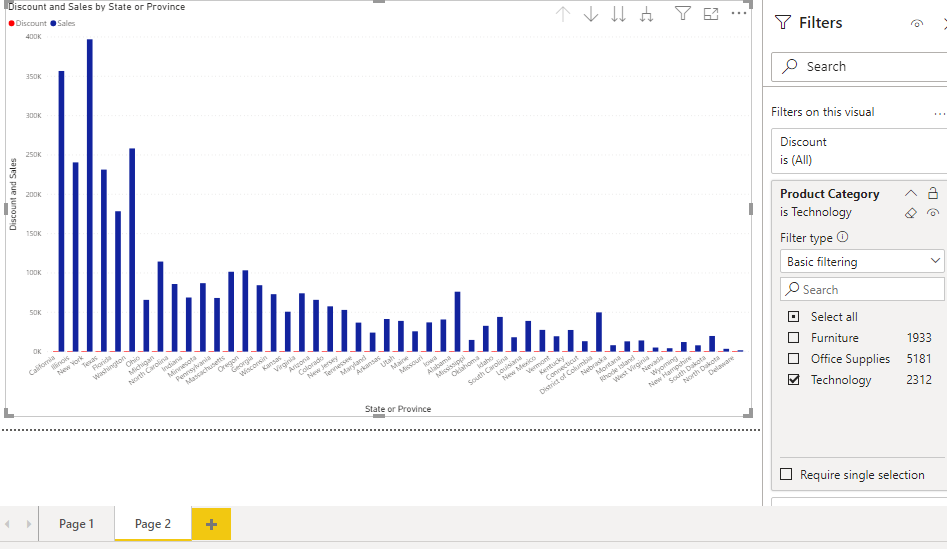 Discount and Sales by State or Province
Discount Sales
400K
350K
300K
250K
200K
150K
100K
50K
0K
Discount and Sales
California
Illinois
New York
Texas
Florida
Washington
Ohio
Michigan
North Carolina
Indiana
Minnesota
Pennsylvania
Massachusetts
Oregon
Georgia
Wisconsin
Kansas
Virginia
Arizona
Colorado
New Jersey
Tennessee
Maryland
Arkansas
Utah
Maine
Missouri
Iowa
Alabama
Mississippi
Oklahoma
Idaho
South Carolina
Louisiana
New Mexico
Vermont
Kentucky
Connecticut
District of Columbia
Nebraska
Montana
Rhode Island
West Virginia
Nevada
Wyoming
New Hampshire
South Dakota
North Dakota
Delaware
State or Province
Filters
Search
Filters on this visual
Discount
is (All)
Product Category
is Technology
Filter type
Basic filtering
Search
Select all
Furniture 1933
Office Supplies 5181
Technology 2312
Require single selection
Page 1
Page 2